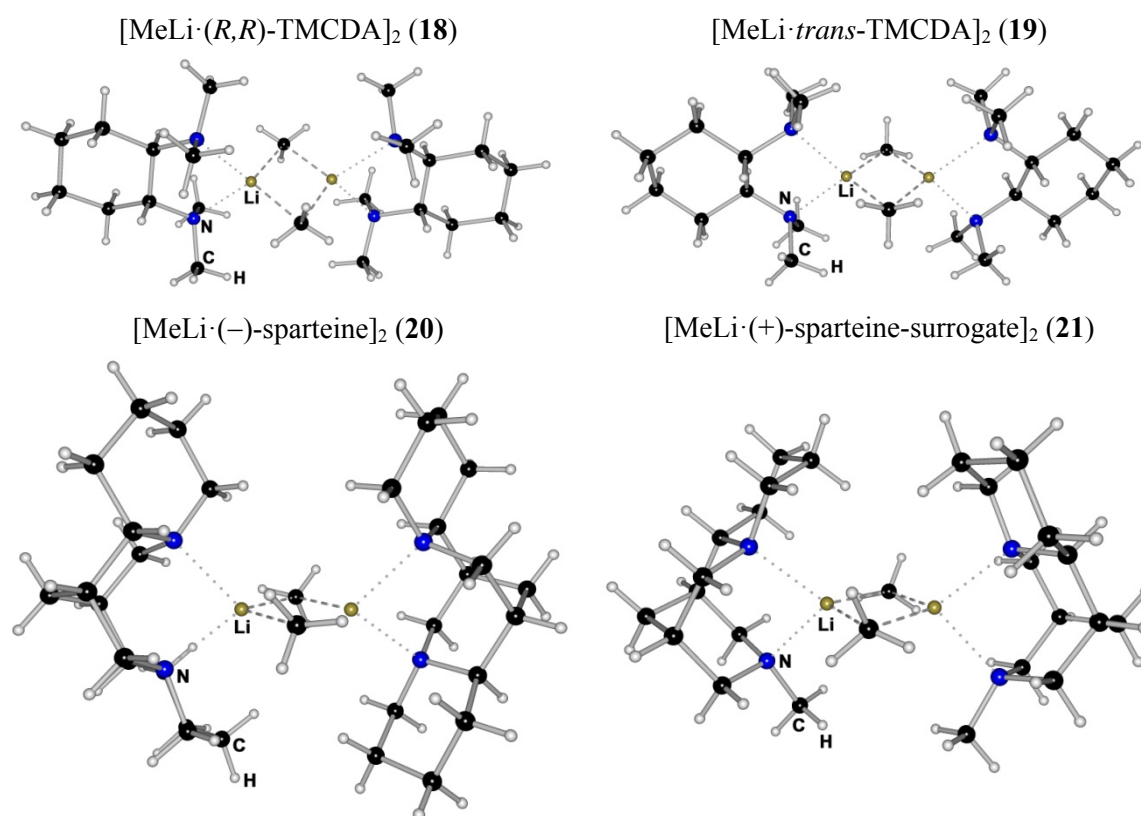 [MeLi·(R,R)-TMCDA]₂ (18)
[MeLi·trans-TMCDA]₂ (19)
Li
N
C
H
Li
N
C
H
[MeLi·(−)-sparteine]₂ (20)
[MeLi·(+)-sparteine-surrogate]₂ (21)
Li
N
C
H
Li
N
C
H